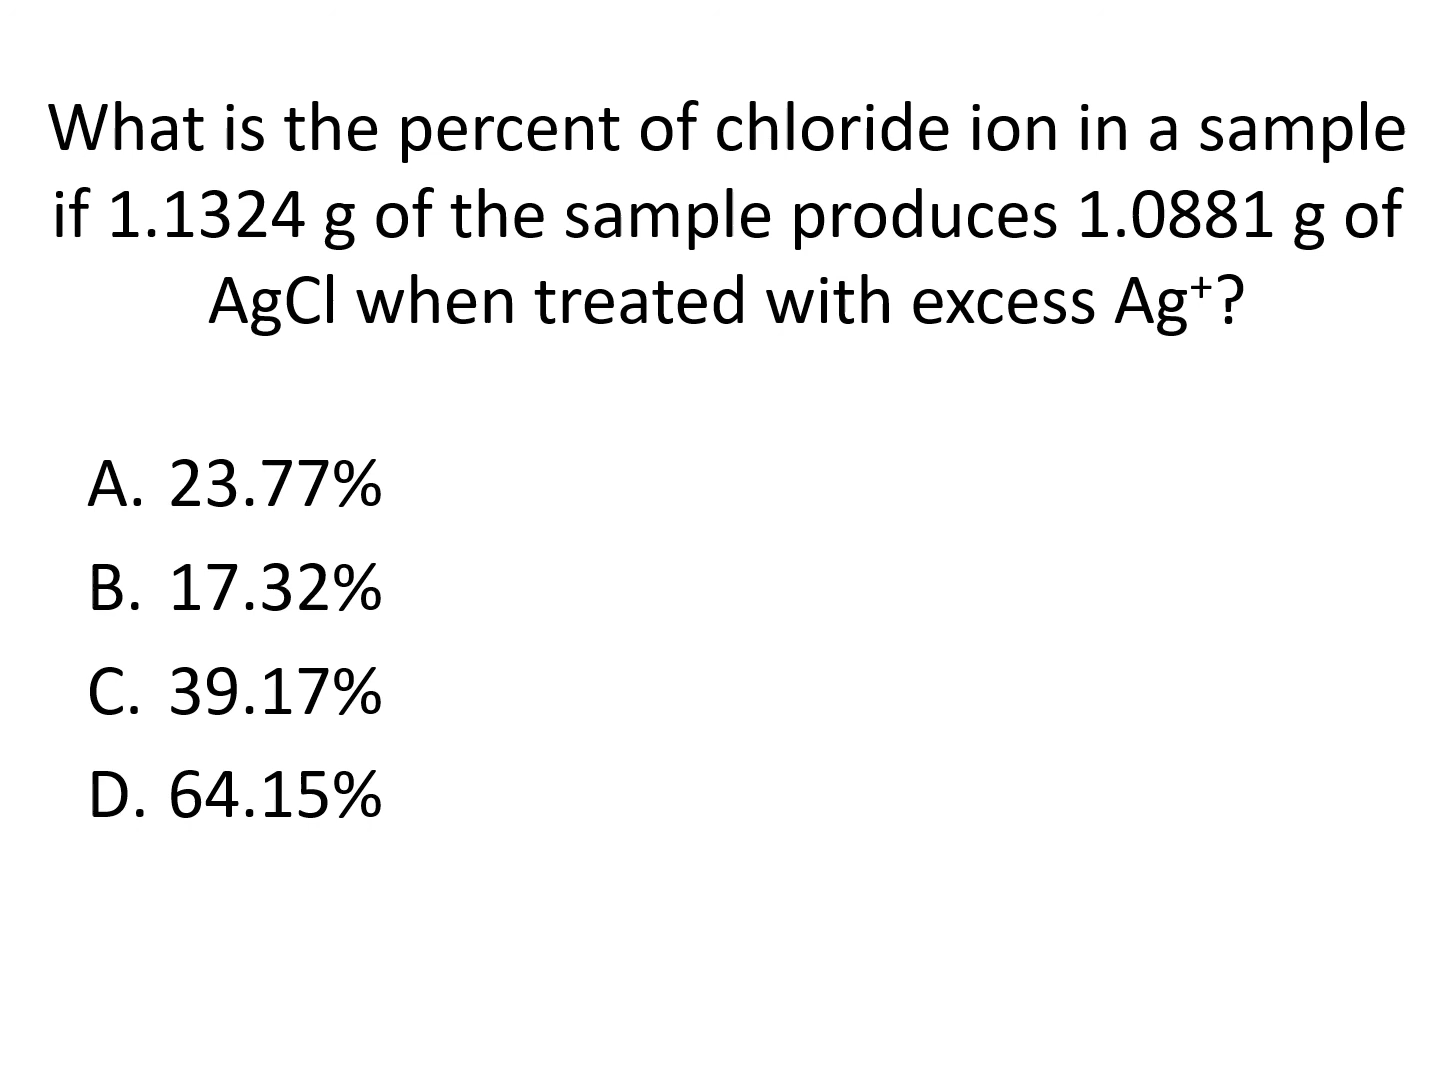 What is the percent of chloride ion in a sample
if 1.1324 g of the sample produces 1.0881 g of
AgCl when treated with excess Ag⁺?
A. 23.77%
B. 17.32%
C. 39.17%
D. 64.15%